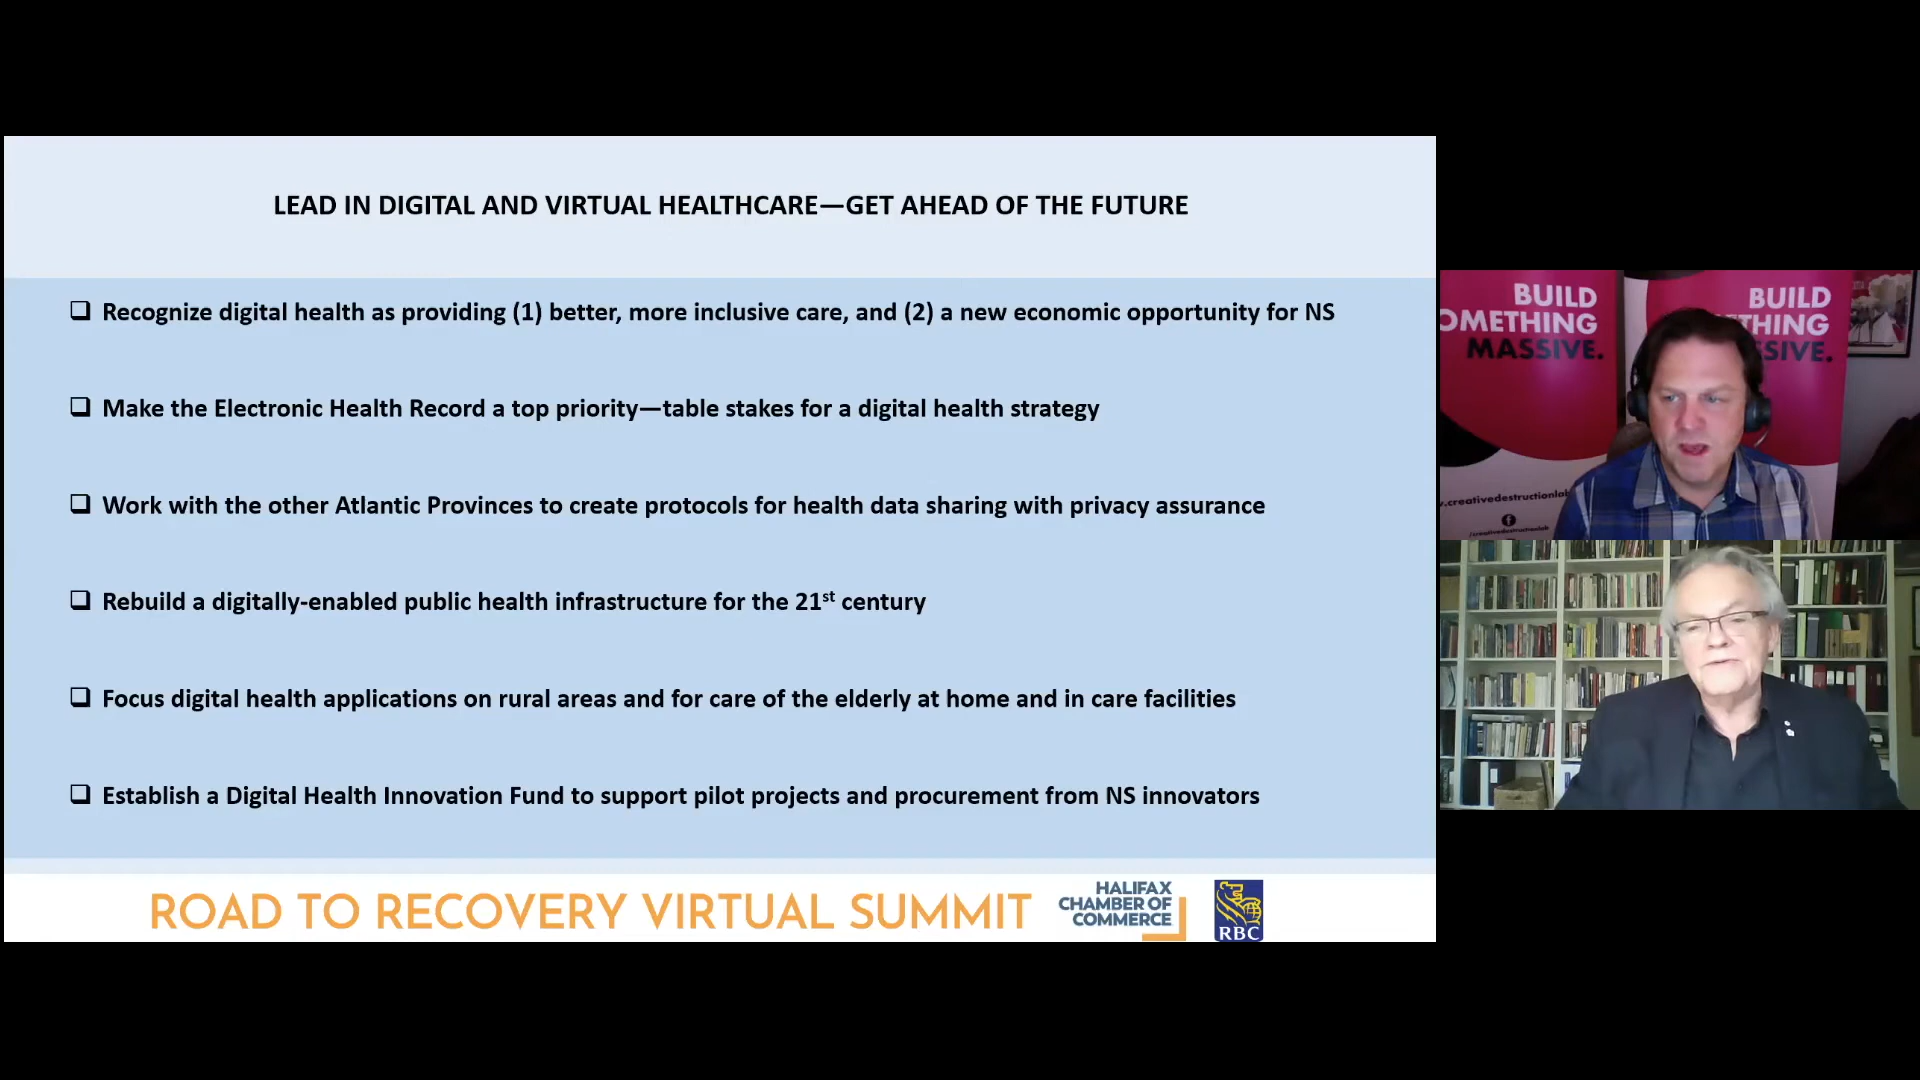 LEAD IN DIGITAL AND VIRTUAL HEALTHCARE—GET AHEAD OF THE FUTURE
❑ Recognize digital health as providing (1) better, more inclusive care, and (2) a new economic opportunity for NS
❑ Make the Electronic Health Record a top priority—table stakes for a digital health strategy
❑ Work with the other Atlantic Provinces to create protocols for health data sharing with privacy assurance
❑ Rebuild a digitally-enabled public health infrastructure for the 21st century
❑ Focus digital health applications on rural areas and for care of the elderly at home and in care facilities
❑ Establish a Digital Health Innovation Fund to support pilot projects and procurement from NS innovators
ROAD TO RECOVERY VIRTUAL SUMMIT
HALIFAX
CHAMBER OF
COMMERCE
RBC
BUILD
OMETHING
MASSIVE.
.creativedestructionlab
/creativedestructionlab
BUILD
THING
SIVE.